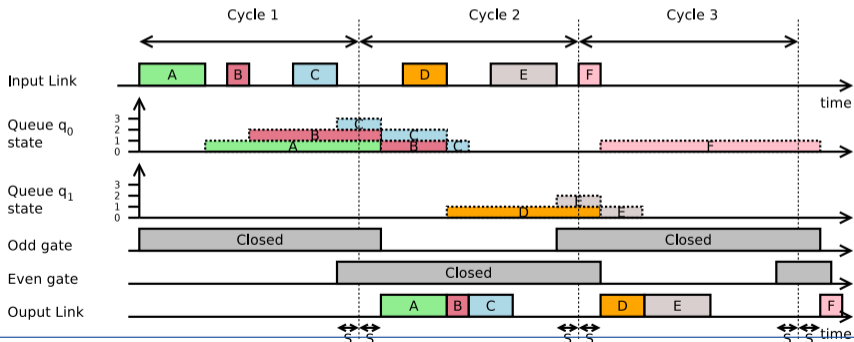 Cycle 1 Cycle 2 Cycle 3
Input Link A B C D E F
time
Queue q0 state 3 2 1 0 A B C B C C F
Queue q1 state 3 2 1 0 D E E
Odd gate Closed Closed
Even gate Closed
Ouput Link A B C D E F
S S S S S S time